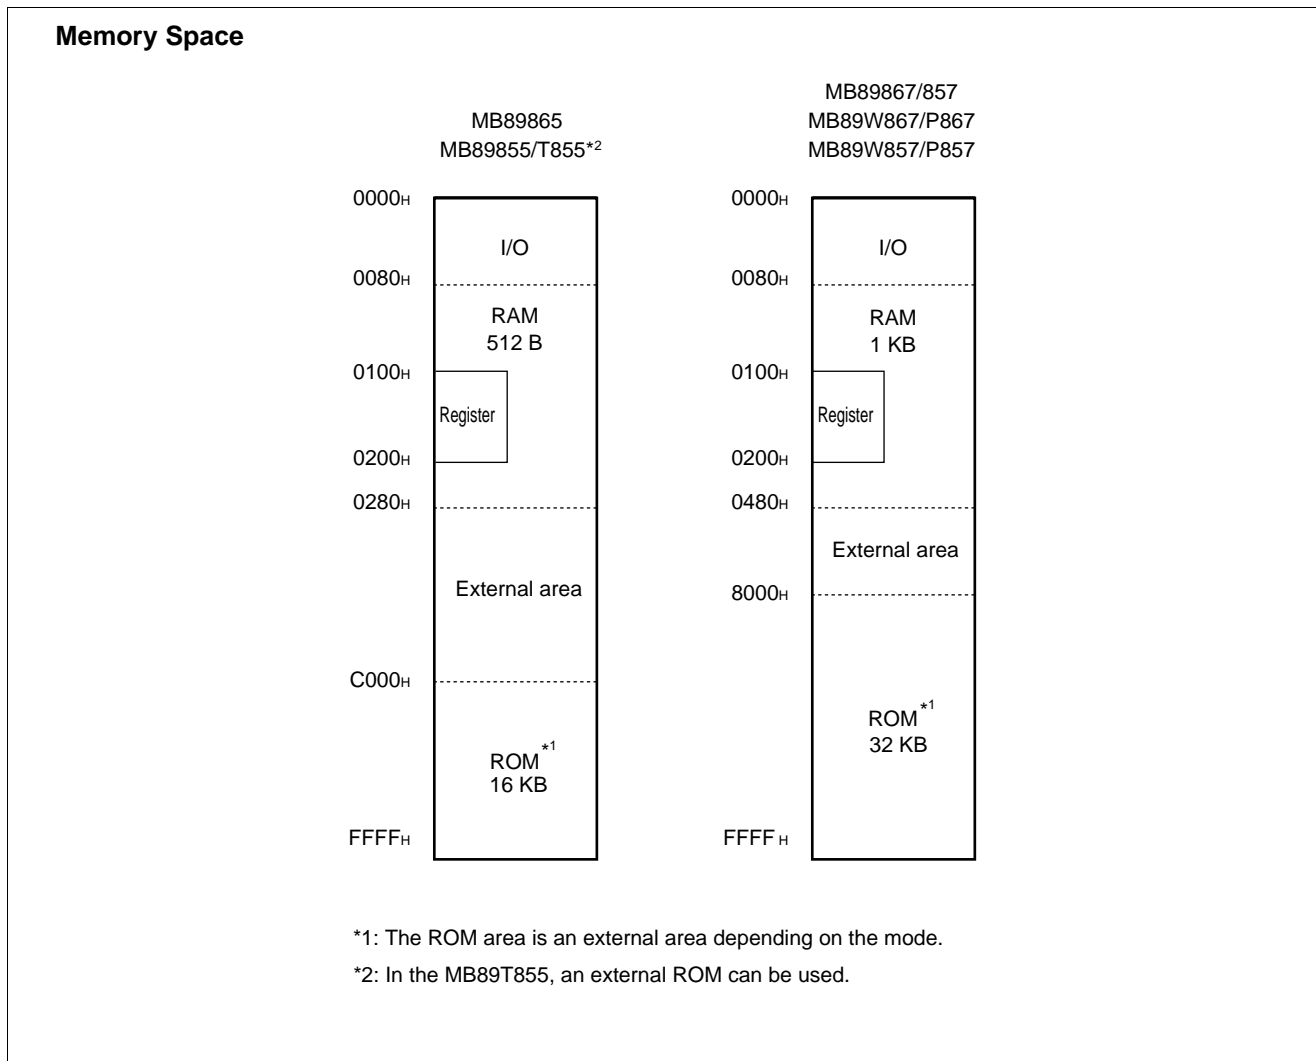 Memory Space
MB89865
MB89855/T855*2
0000H
I/O
0080H
RAM
512 B
0100H
Register
0200H
0280H
External area
C000H
ROM*1
16 KB
FFFFH
MB89867/857
MB89W867/P867
MB89W857/P857
0000H
I/O
0080H
RAM
1 KB
0100H
Register
0200H
0480H
External area
8000H
ROM*1
32 KB
FFFF H
*1: The ROM area is an external area depending on the mode.
*2: In the MB89T855, an external ROM can be used.